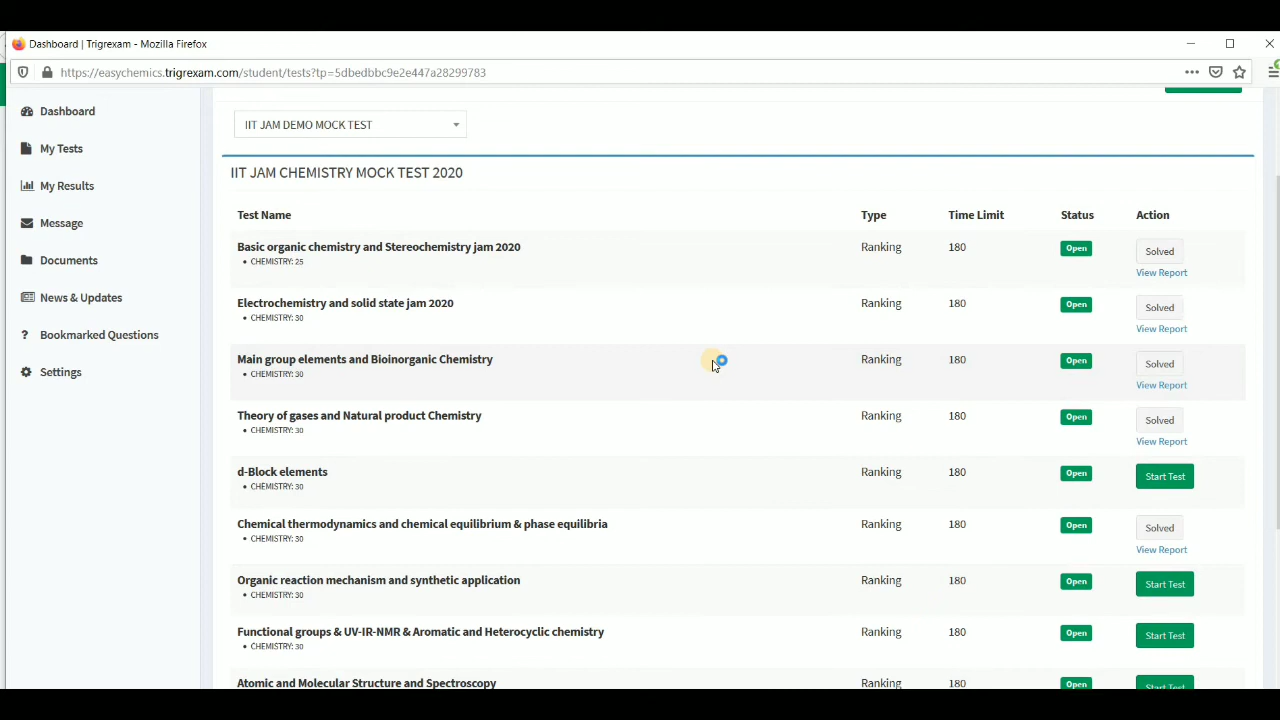 Dashboard | Trigrexam - Mozilla Firefox
https://easychemics.trigrexam.com/student/tests?tp=5dbedbbc9e2e447a28299783
Dashboard
My Tests
My Results
Message
Documents
News & Updates
? Bookmarked Questions
Settings
IIT JAM DEMO MOCK TEST
IIT JAM CHEMISTRY MOCK TEST 2020
Test Name Type Time Limit Status Action
Basic organic chemistry and Stereochemistry jam 2020 Ranking 180 Open Solved
• CHEMISTRY: 25
View Report
Electrochemistry and solid state jam 2020 Ranking 180 Open Solved
• CHEMISTRY: 30
View Report
Main group elements and Bioinorganic Chemistry Ranking 180 Open Solved
• CHEMISTRY: 30
View Report
Theory of gases and Natural product Chemistry Ranking 180 Open Solved
• CHEMISTRY: 30
View Report
d-Block elements Ranking 180 Open Start Test
• CHEMISTRY: 30
Chemical thermodynamics and chemical equilibrium & phase equilibria Ranking 180 Open Solved
• CHEMISTRY: 30
View Report
Organic reaction mechanism and synthetic application Ranking 180 Open Start Test
• CHEMISTRY: 30
Functional groups & UV-IR-NMR & Aromatic and Heterocyclic chemistry Ranking 180 Open Start Test
• CHEMISTRY: 30
Atomic and Molecular Structure and Spectroscopy Ranking 180 Open Start Test